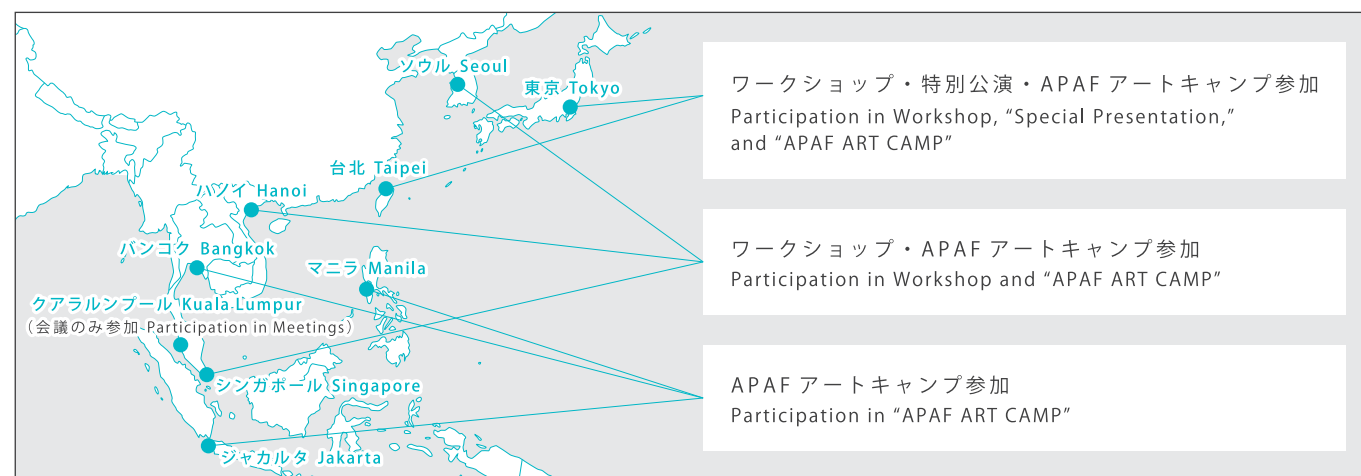 ソウル Seoul
東京 Tokyo
台北 Taipei
ハノイ Hanoi
バンコク Bangkok
マニラ Manila
クアラルンプール Kuala Lumpur
（会議のみ参加 Participation in Meetings）
シンガポール Singapore
ジャカルタ Jakarta
ワークショップ・特別公演・APAF アートキャンプ参加
Participation in Workshop, “Special Presentation,”
and “APAF ART CAMP”
ワークショップ・APAF アートキャンプ参加
Participation in Workshop and “APAF ART CAMP”
APAF アートキャンプ参加
Participation in “APAF ART CAMP”